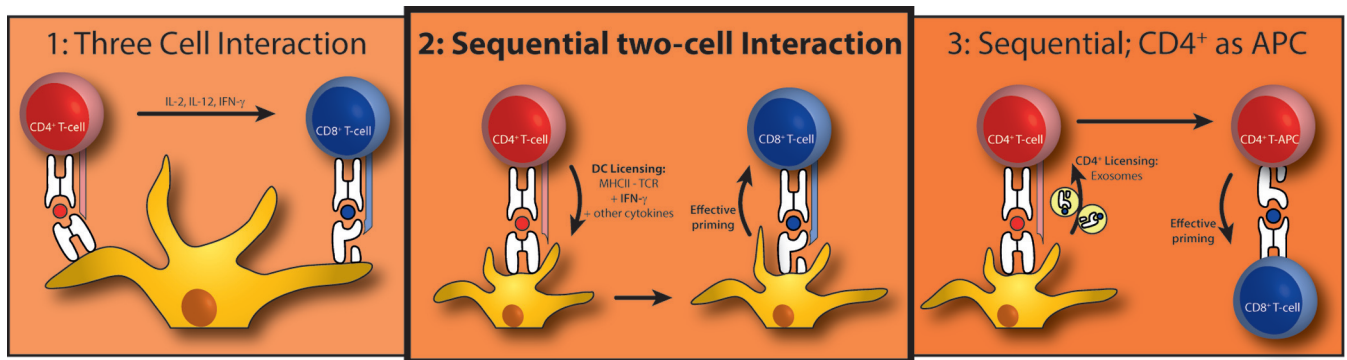 1: Three Cell Interaction
CD4⁺ T-cell
IL-2, IL-12, IFN-γ
CD8⁺ T-cell
2: Sequential two-cell Interaction
CD4⁺ T-cell
DC Licensing:
MHCII - TCR
+ IFN-γ
+ other cytokines
Effective
priming
CD8⁺ T-cell
3: Sequential; CD4⁺ as APC
CD4⁺ T-cell
CD4⁺ Licensing:
Exosomes
CD4⁺ T-APC
Effective
priming
CD8⁺ T-cell